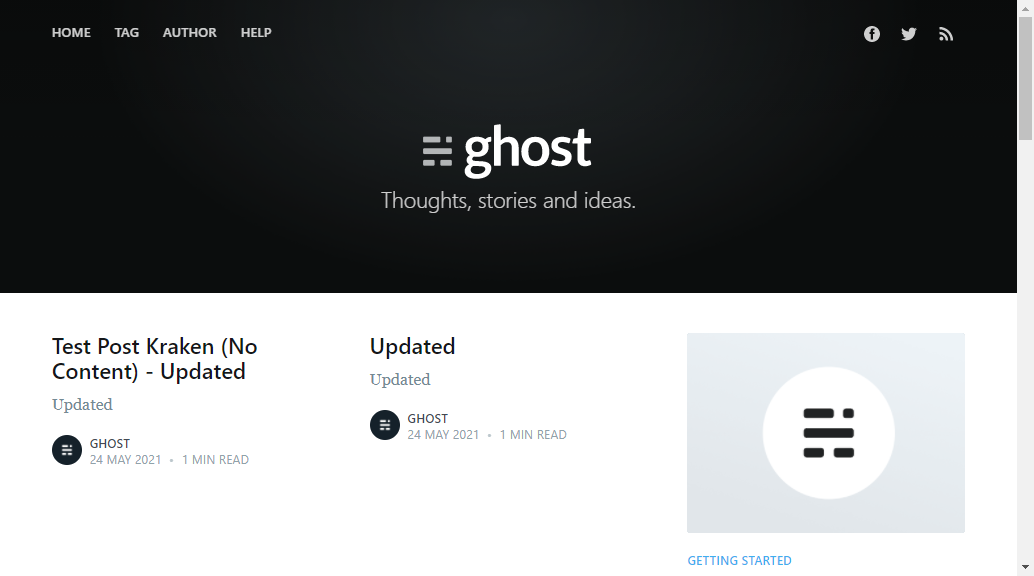 HOME TAG AUTHOR HELP
ghost
Thoughts, stories and ideas.
Test Post Kraken (No
Content) - Updated
Updated
GHOST
24 MAY 2021 • 1 MIN READ
Updated
Updated
GHOST
24 MAY 2021 • 1 MIN READ
GETTING STARTED